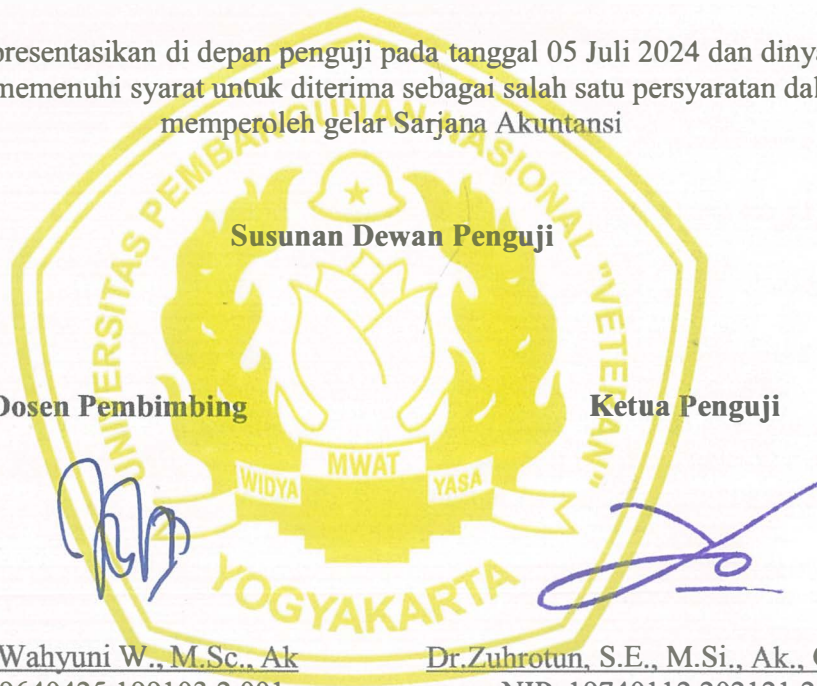 presentasikan di depan penguji pada tanggal 05 Juli 2024 dan dinya
memenuhi syarat untuk diterima sebagai salah satu persyaratan dal
memperoleh gelar Sarjana Akuntansi
UNIVERSITAS PEMBANGUNAN NASIONAL "VETERAN"
Susunan Dewan Penguji
Dosen Pembimbing Ketua Penguji
WIDYA MWAT YASA
YOGYAKARTA
Wahyuni W., M.Sc., Ak Dr.Zuhrotun, S.E., M.Si., Ak.,